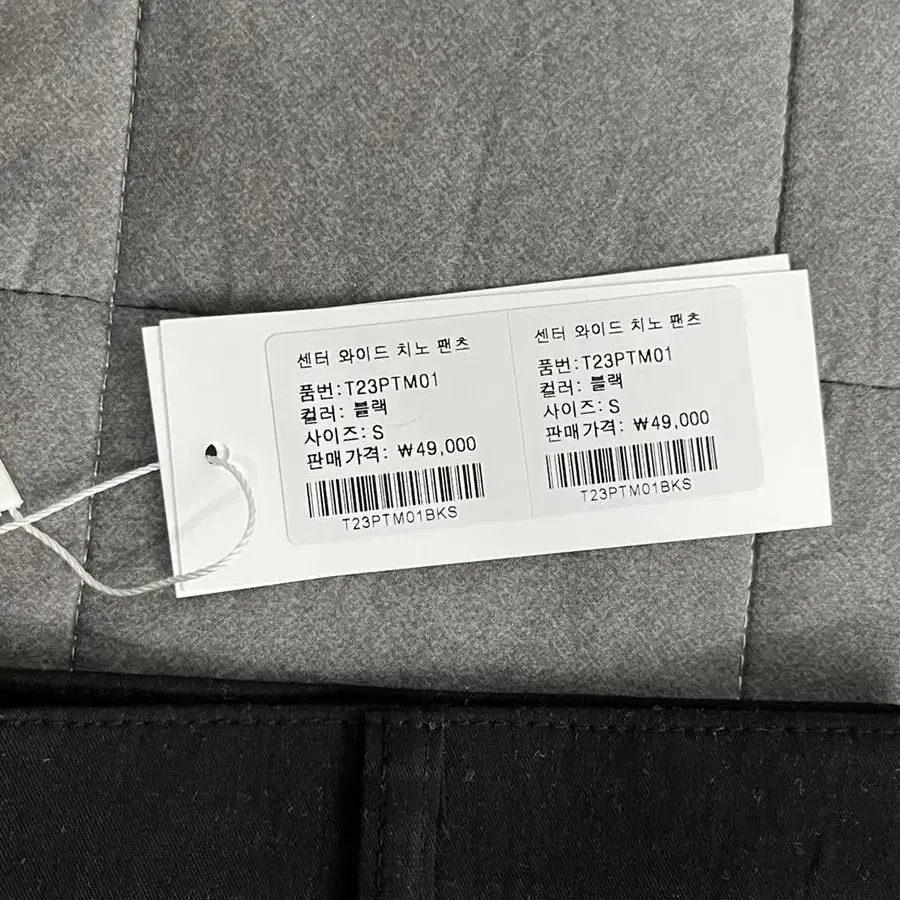 센터 와이드 치노 팬츠
품번:T23PTM01
컬러: 블랙
사이즈: S
판매가격: ₩49,000
T23PTM01BKS
센터 와이드 치노 팬츠
품번:T23PTM01
컬러: 블랙
사이즈: S
판매가격: ₩49,000
T23PTM01BKS